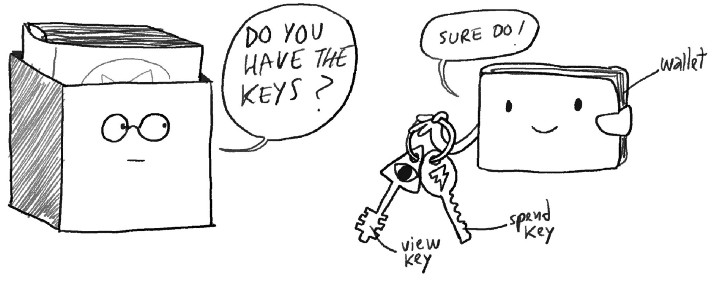 DO YOU
HAVE THE
KEYS?
SURE DO!
wallet
view
key
spend
key